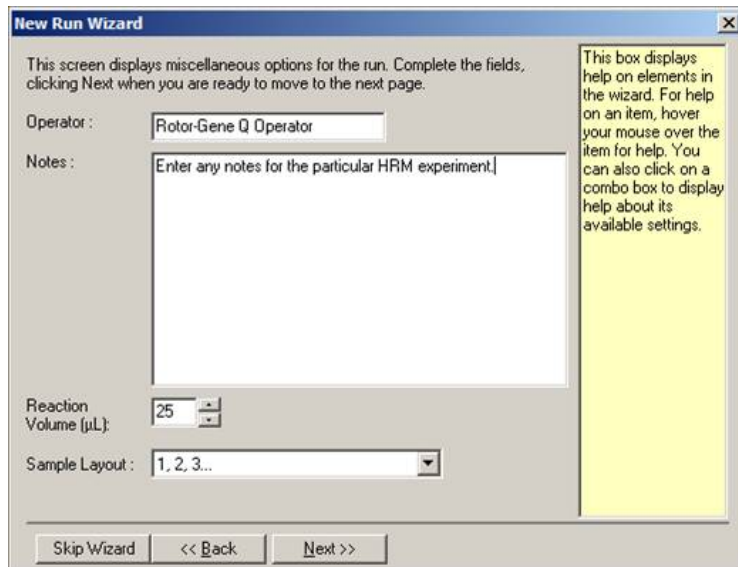 New Run Wizard
This screen displays miscellaneous options for the run. Complete the fields,
clicking Next when you are ready to move to the next page.
Operator :
Rotor-Gene Q Operator
Notes :
Enter any notes for the particular HRM experiment.
Reaction
Volume (µL):
25
Sample Layout :
1, 2, 3...
This box displays
help on elements in
the wizard. For help
on an item, hover
your mouse over the
item for help. You
can also click on a
combo box to display
help about its
available settings.
Skip Wizard
<< Back
Next >>